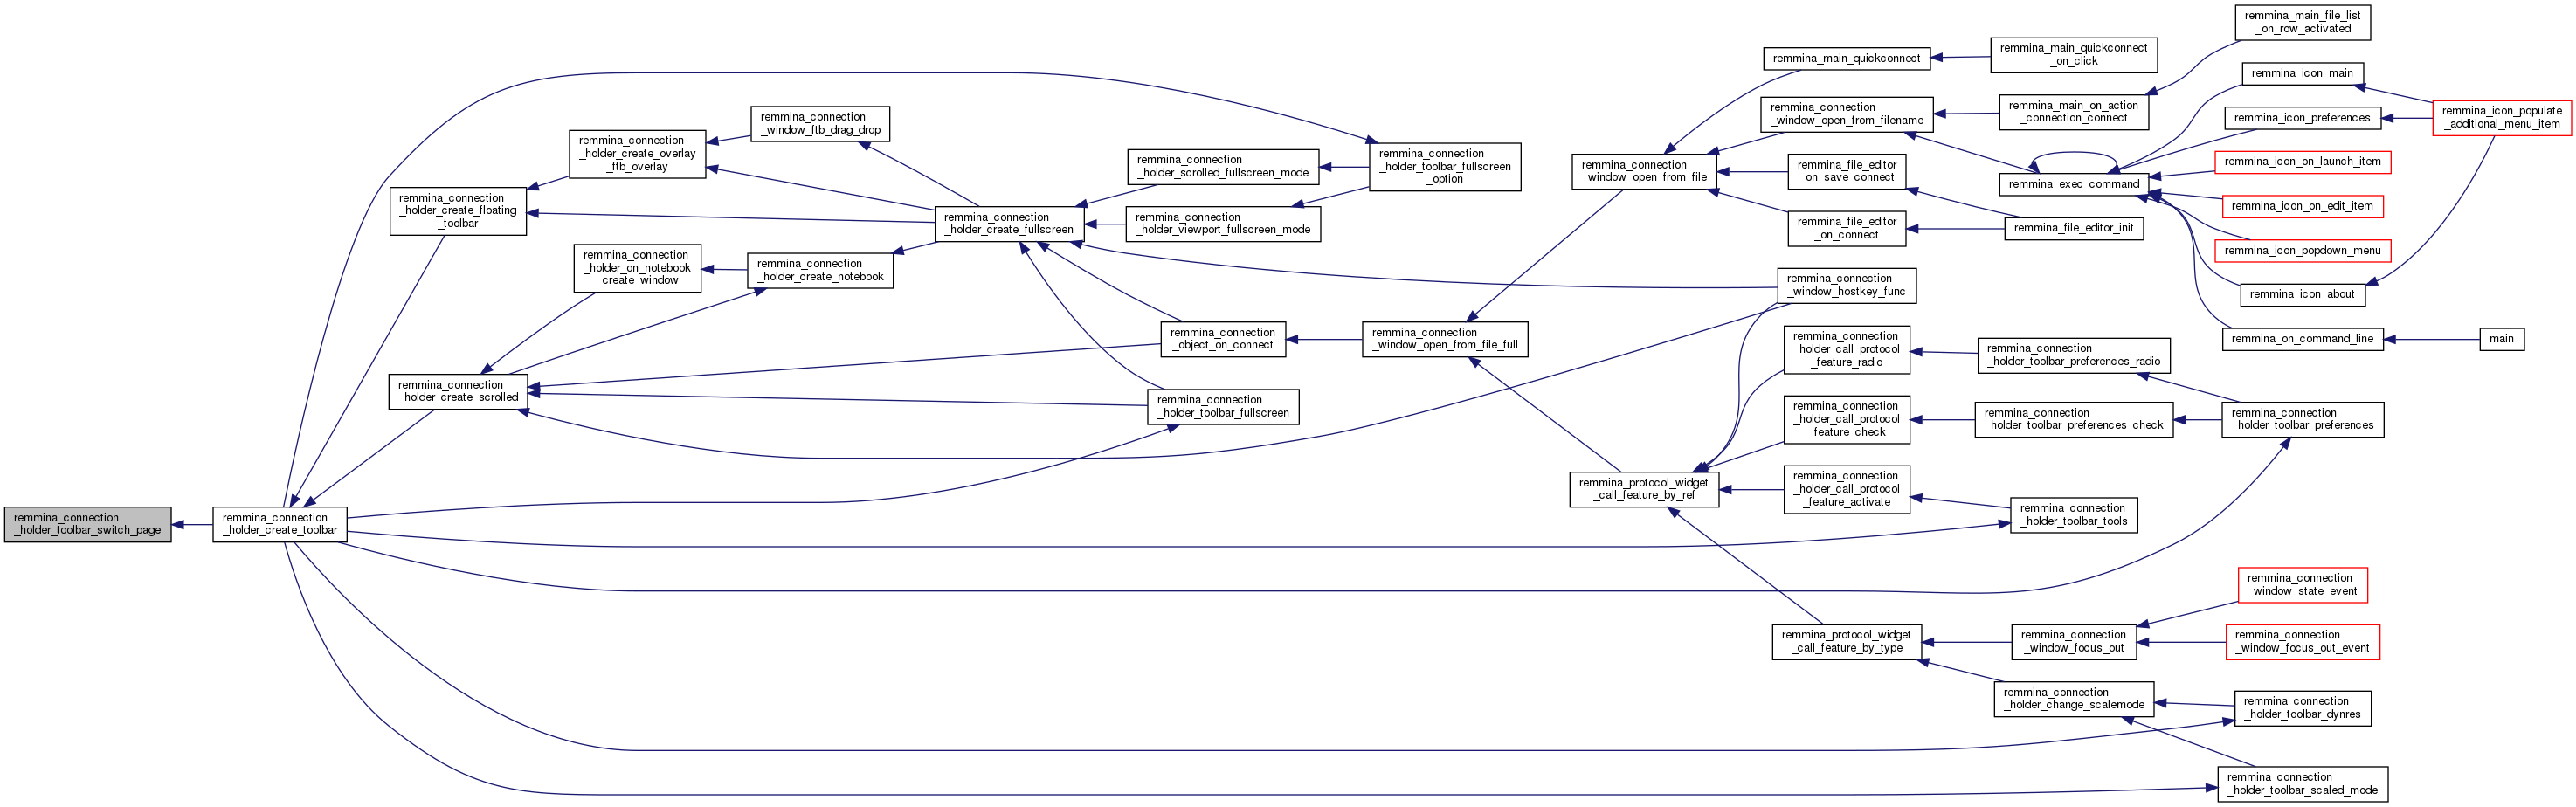 remmina_connection
_holder_toolbar_switch_page
remmina_connection
_holder_create_toolbar
remmina_connection
_holder_create_floating
_toolbar
remmina_connection
_holder_create_scrolled
remmina_connection
_holder_create_overlay
_ftb_overlay
remmina_connection
_holder_on_notebook
_create_window
remmina_connection
_window_ftb_drag_drop
remmina_connection
_holder_create_notebook
remmina_connection
_holder_create_fullscreen
remmina_connection
_holder_scrolled_fullscreen_mode
remmina_connection
_holder_viewport_fullscreen_mode
remmina_connection
_object_on_connect
remmina_connection
_holder_toolbar_fullscreen
remmina_connection
_holder_toolbar_fullscreen
_option
remmina_connection
_window_open_from_file_full
remmina_connection
_window_open_from_file
remmina_protocol_widget
_call_feature_by_ref
remmina_main_quickconnect
remmina_connection
_window_open_from_filename
remmina_file_editor
_on_save_connect
remmina_file_editor
_on_connect
remmina_connection
_window_hostkey_func
remmina_connection
_holder_call_protocol
_feature_radio
remmina_connection
_holder_call_protocol
_feature_check
remmina_connection
_holder_call_protocol
_feature_activate
remmina_protocol_widget
_call_feature_by_type
remmina_main_quickconnect
_on_click
remmina_main_on_action
_connection_connect
remmina_exec_command
remmina_file_editor_init
remmina_connection
_holder_toolbar_preferences_radio
remmina_connection
_holder_toolbar_preferences_check
remmina_connection
_holder_toolbar_tools
remmina_connection
_window_focus_out
remmina_connection
_holder_change_scalemode
remmina_main_file_list
_on_row_activated
remmina_icon_main
remmina_icon_preferences
remmina_icon_on_launch_item
remmina_icon_on_edit_item
remmina_icon_popdown_menu
remmina_icon_about
remmina_on_command_line
remmina_connection
_holder_toolbar_preferences
remmina_connection
_window_state_event
remmina_connection
_window_focus_out_event
remmina_connection
_holder_toolbar_dynres
remmina_connection
_holder_toolbar_scaled_mode
remmina_icon_populate
_additional_menu_item
main